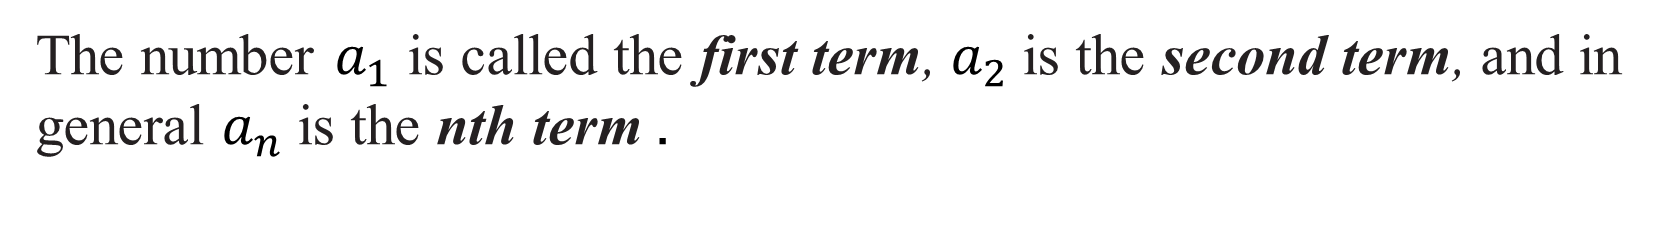 The number a₁ is called the first term, a₂ is the second term, and in
general aₙ is the nth term .